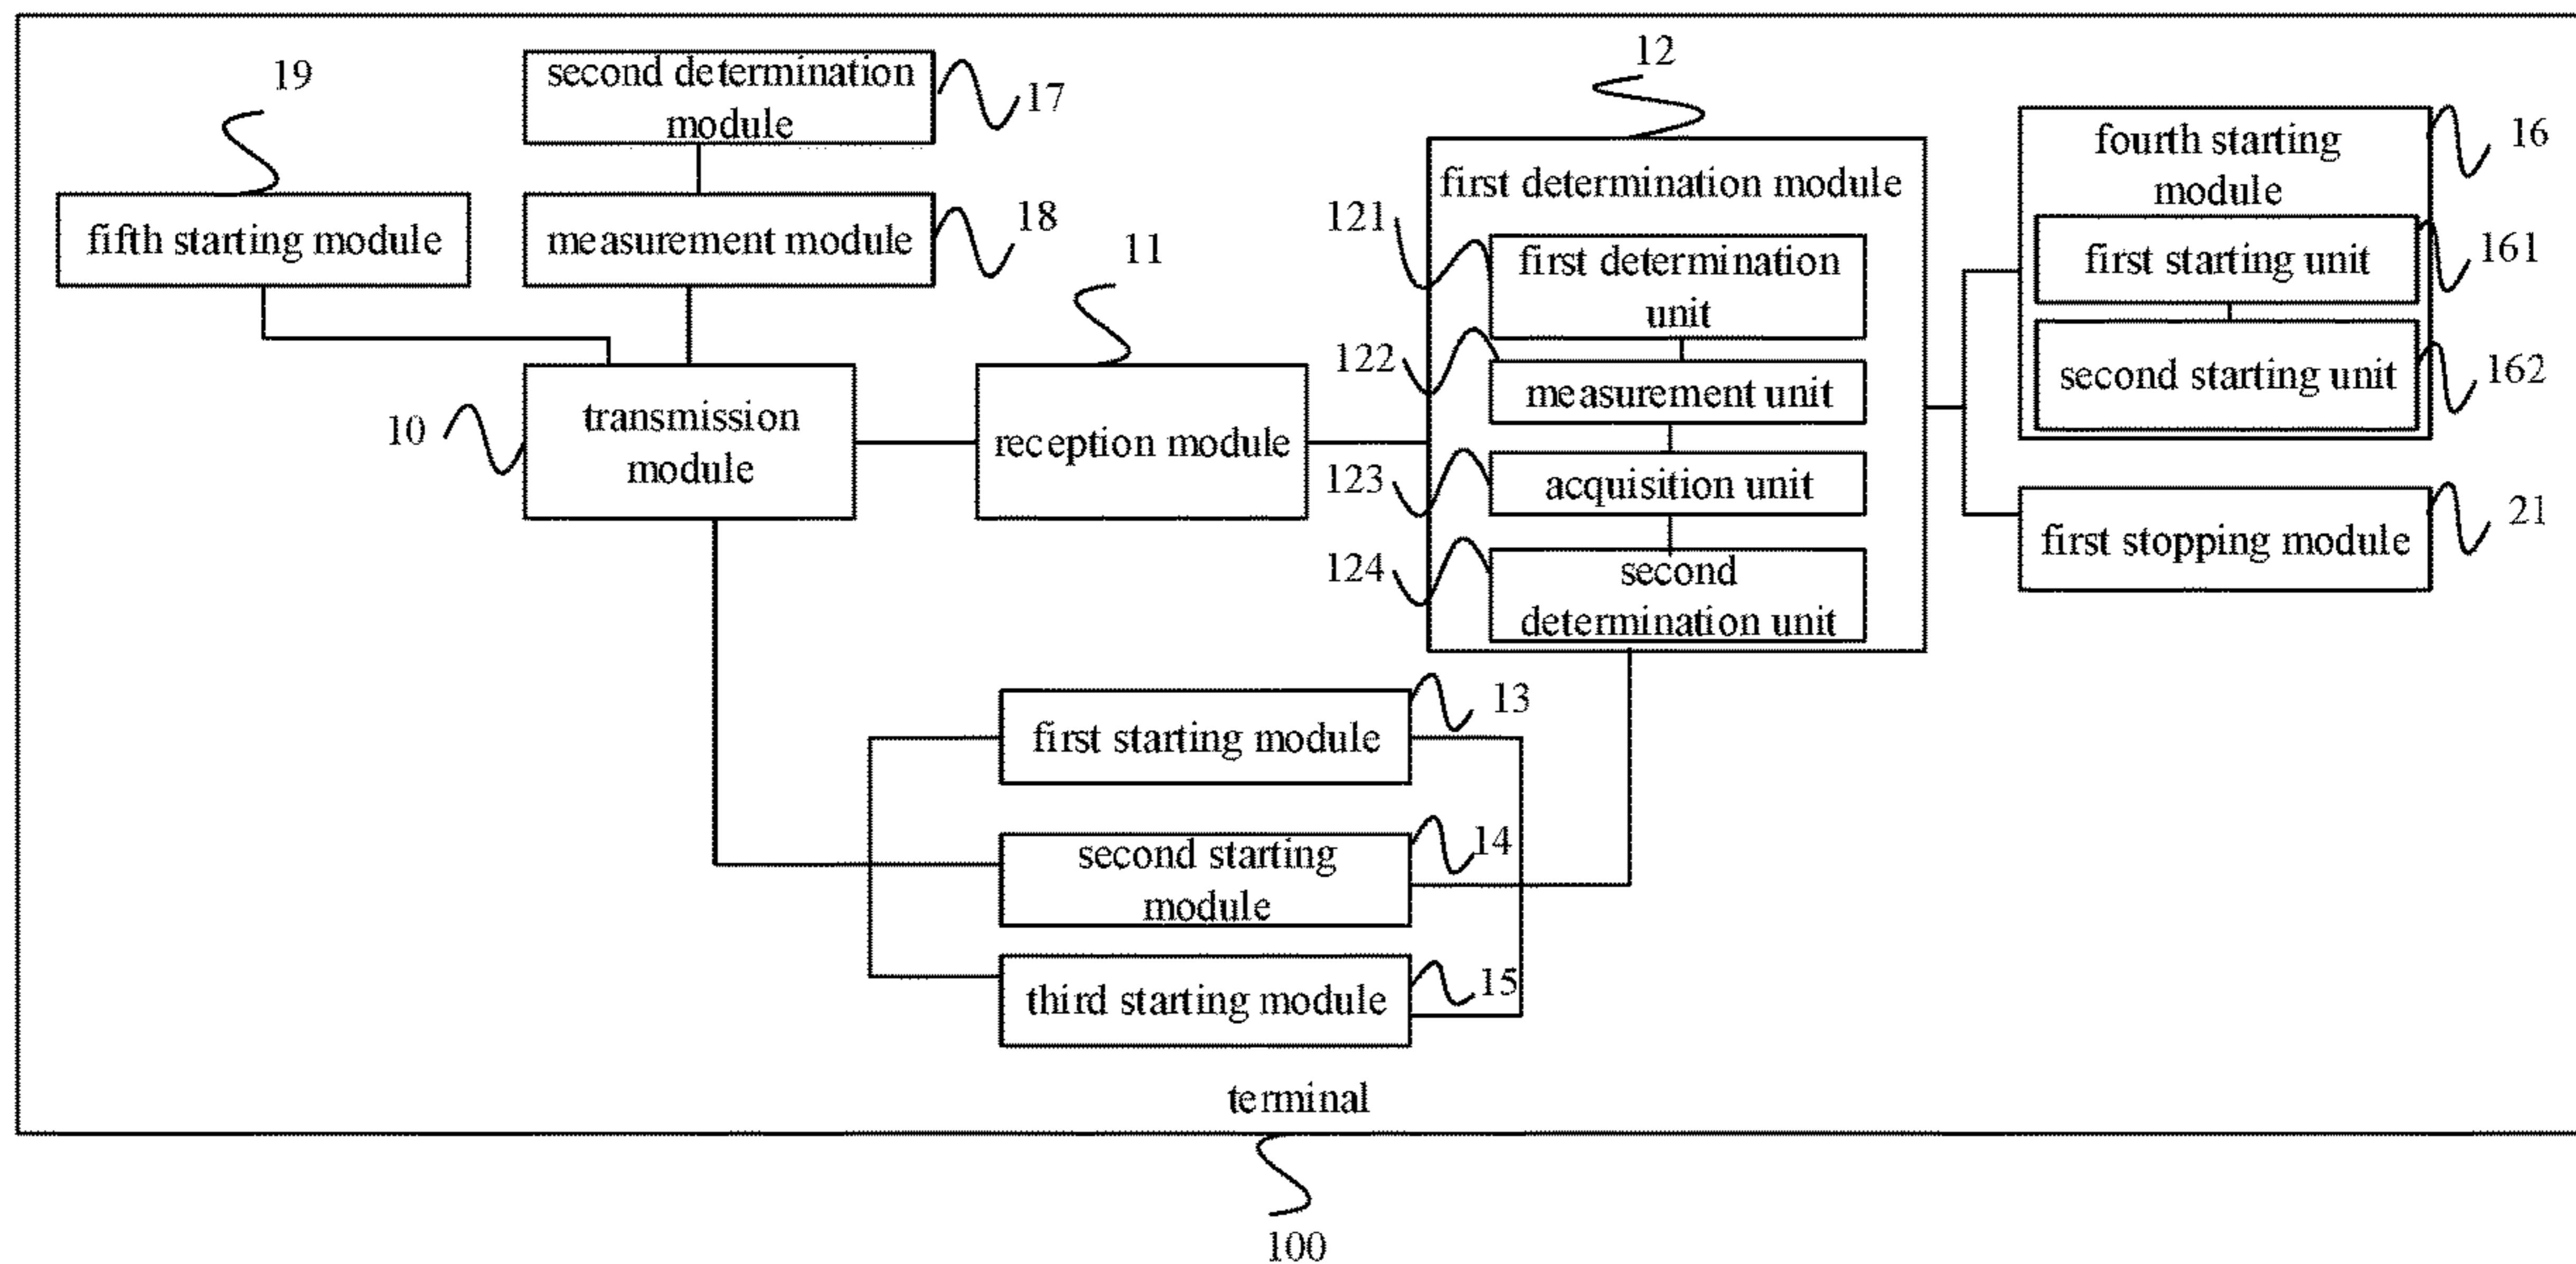 19
second determination
module
17
12
fourth starting
module
16
fifth starting module
measurement module
18
11
first determination module
121
first determination
unit
first starting unit
161
122
measurement unit
second starting unit
162
10
transmission
module
reception module
123
acquisition unit
124
second
determination unit
first stopping module
21
first starting module
13
second starting
module
14
third starting module
15
terminal
100